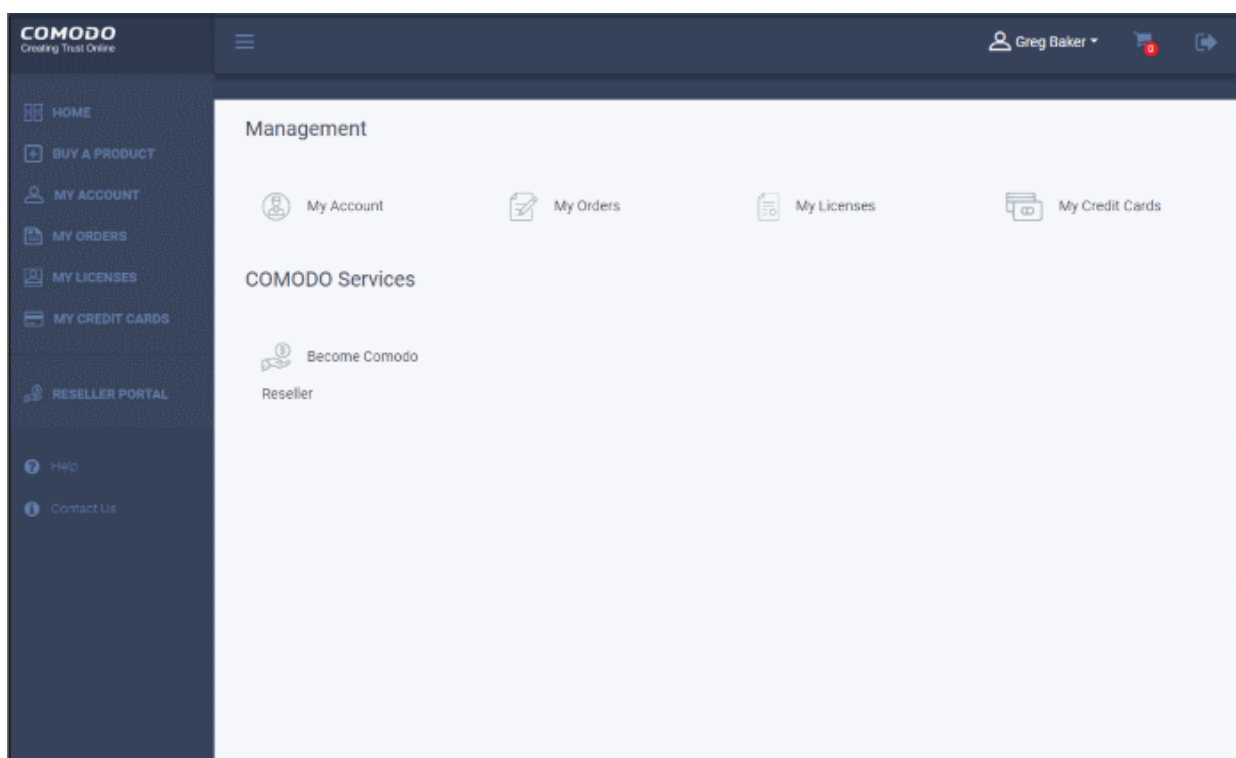 COMODO
Creating Trust Online
Greg Baker
0
HOME
BUY A PRODUCT
MY ACCOUNT
MY ORDERS
MY LICENSES
MY CREDIT CARDS
RESELLER PORTAL
Help
Contact Us
Management
My Account
My Orders
My Licenses
My Credit Cards
COMODO Services
Become Comodo
Reseller